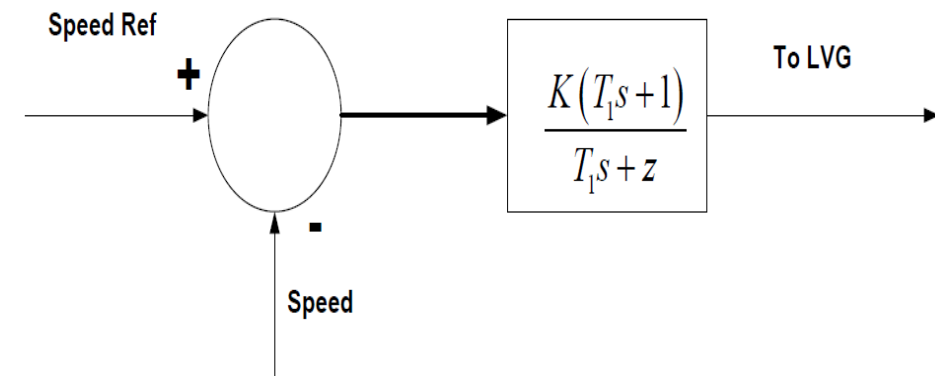 Speed Ref
+
K(T₁s+1)
T₁s+z
To LVG
-
Speed